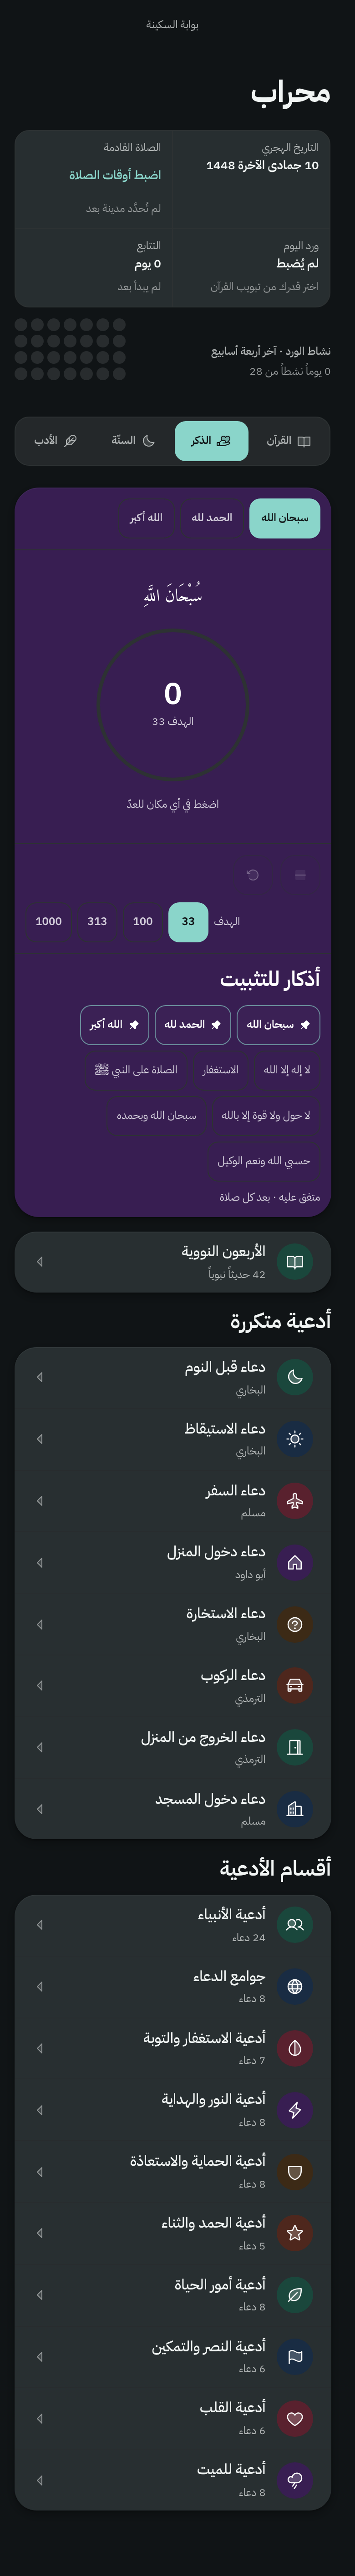 بوابة السكينة
محراب
التاريخ الهجري
10 جمادى الآخرة 1448
الصلاة القادمة
اضبط أوقات الصلاة
لم تُحدَّد مدينة بعد
ورد اليوم
لم يُضبط
اختر قدرك من تبويب القرآن
التتابع
0 يوم
لم يبدأ بعد
نشاط الورد · آخر أربعة أسابيع
0 يوماً نشطاً من 28
القرآن
الذكر
السنّة
الأدب
سبحان الله
الحمد لله
الله أكبر
سُبْحَانَ اللَّهِ
0
الهدف 33
اضغط في أي مكان للعدّ
الهدف
33
100
313
1000
أذكار للتثبيت
سبحان الله
الحمد لله
الله أكبر
لا إله إلا الله
الاستغفار
الصلاة على النبي ﷺ
لا حول ولا قوة إلا بالله
سبحان الله وبحمده
حسبي الله ونعم الوكيل
متفق عليه · بعد كل صلاة
الأربعون النووية
42 حديثاً نبوياً
أدعية متكررة
دعاء قبل النوم
البخاري
دعاء الاستيقاظ
البخاري
دعاء السفر
مسلم
دعاء دخول المنزل
أبو داود
دعاء الاستخارة
البخاري
دعاء الركوب
الترمذي
دعاء الخروج من المنزل
الترمذي
دعاء دخول المسجد
مسلم
أقسام الأدعية
أدعية الأنبياء
24 دعاء
جوامع الدعاء
8 دعاء
أدعية الاستغفار والتوبة
7 دعاء
أدعية النور والهداية
8 دعاء
أدعية الحماية والاستعاذة
8 دعاء
أدعية الحمد والثناء
5 دعاء
أدعية أمور الحياة
8 دعاء
أدعية النصر والتمكين
6 دعاء
أدعية القلب
6 دعاء
أدعية للميت
8 دعاء